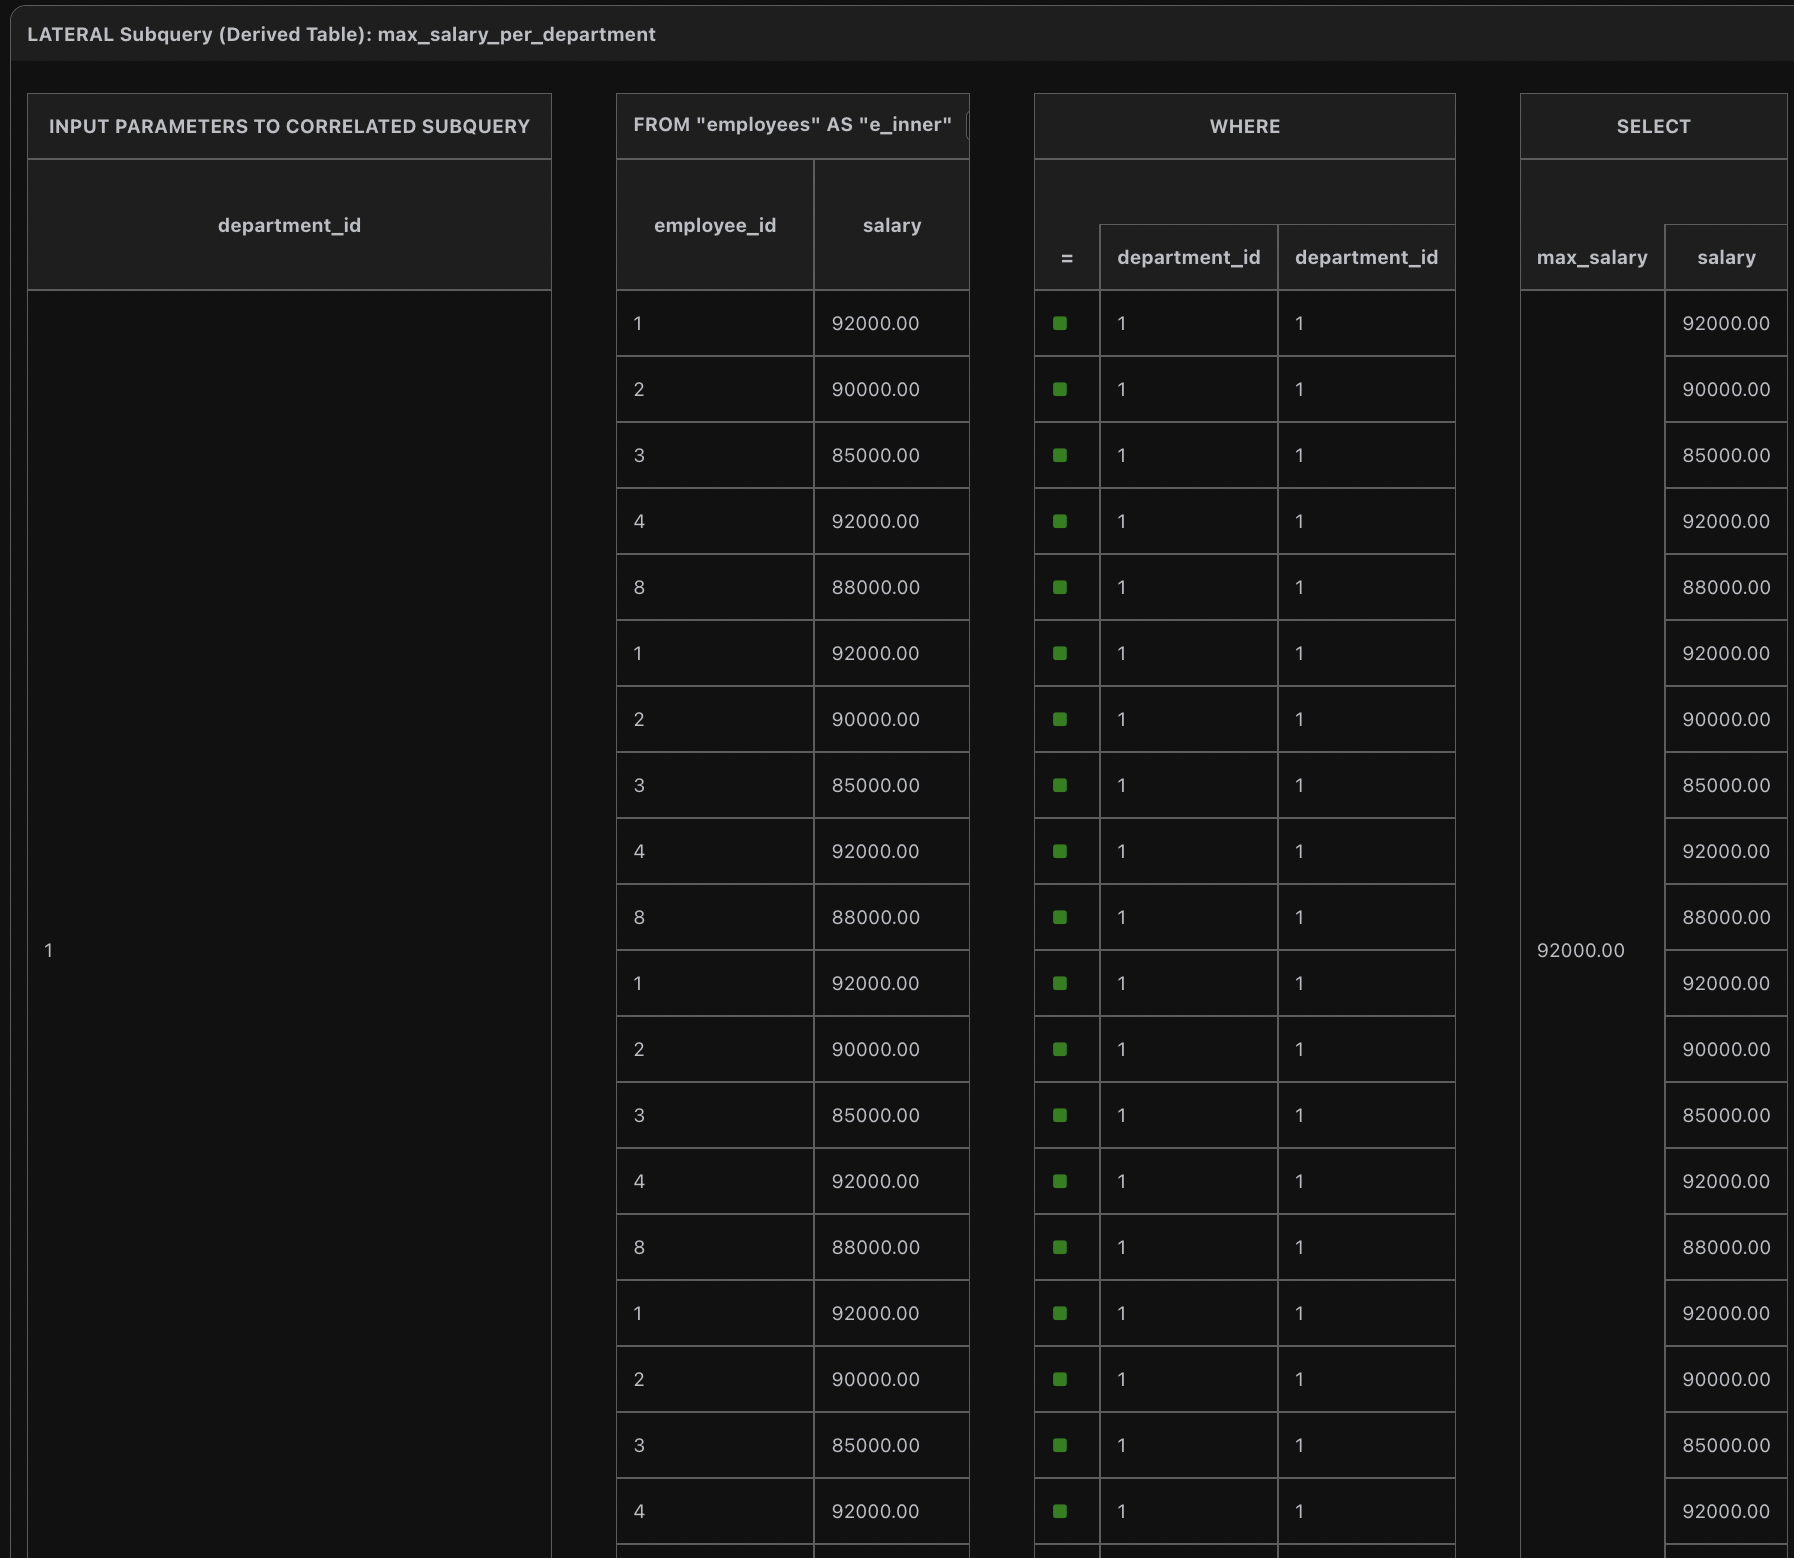 LATERAL Subquery (Derived Table): max_salary_per_department
INPUT PARAMETERS TO CORRELATED SUBQUERY FROM "employees" AS "e_inner" WHERE SELECT
department_id employee_id salary = department_id department_id max_salary salary
1 92000.00 1 1 92000.00
2 90000.00 1 1 90000.00
3 85000.00 1 1 85000.00
4 92000.00 1 1 92000.00
8 88000.00 1 1 88000.00
1 92000.00 1 1 92000.00
2 90000.00 1 1 90000.00
3 85000.00 1 1 85000.00
4 92000.00 1 1 92000.00
8 88000.00 1 1 88000.00
1 92000.00
1 92000.00 1 1 92000.00
2 90000.00 1 1 90000.00
3 85000.00 1 1 85000.00
4 92000.00 1 1 92000.00
8 88000.00 1 1 88000.00
1 92000.00 1 1 92000.00
2 90000.00 1 1 90000.00
3 85000.00 1 1 85000.00
4 92000.00 1 1 92000.00